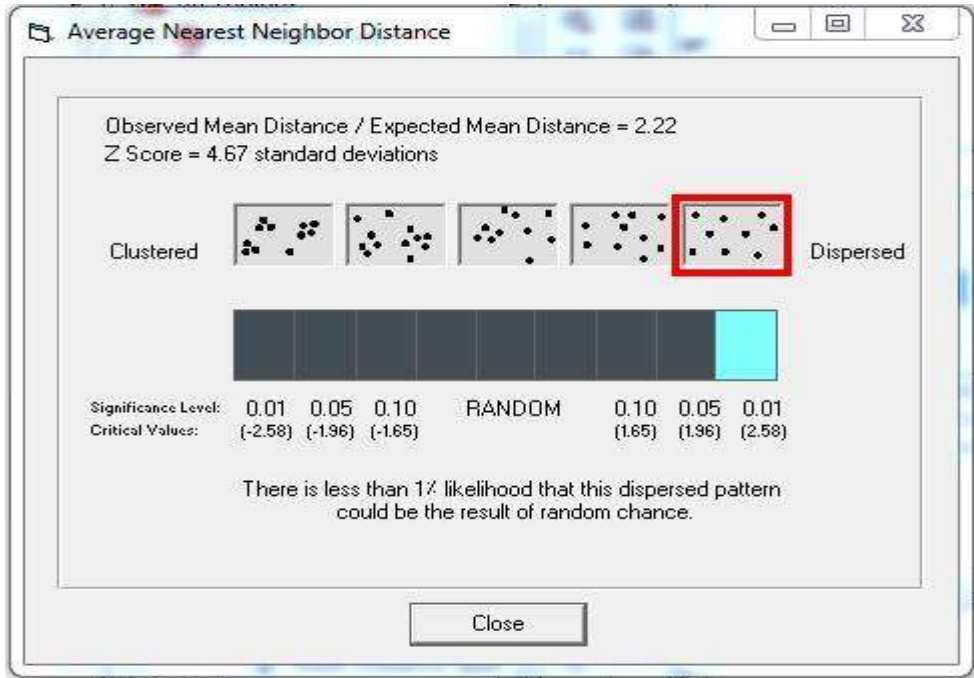 Average Nearest Neighbor Distance
Observed Mean Distance / Expected Mean Distance = 2.22
Z Score = 4.67 standard deviations
Clustered Dispersed
Significance Level: 0.01 0.05 0.10 RANDOM 0.10 0.05 0.01
Critical Values: (-2.58) (-1.96) (-1.65) (1.65) (1.96) (2.58)
There is less than 1% likelihood that this dispersed pattern
could be the result of random chance.
Close